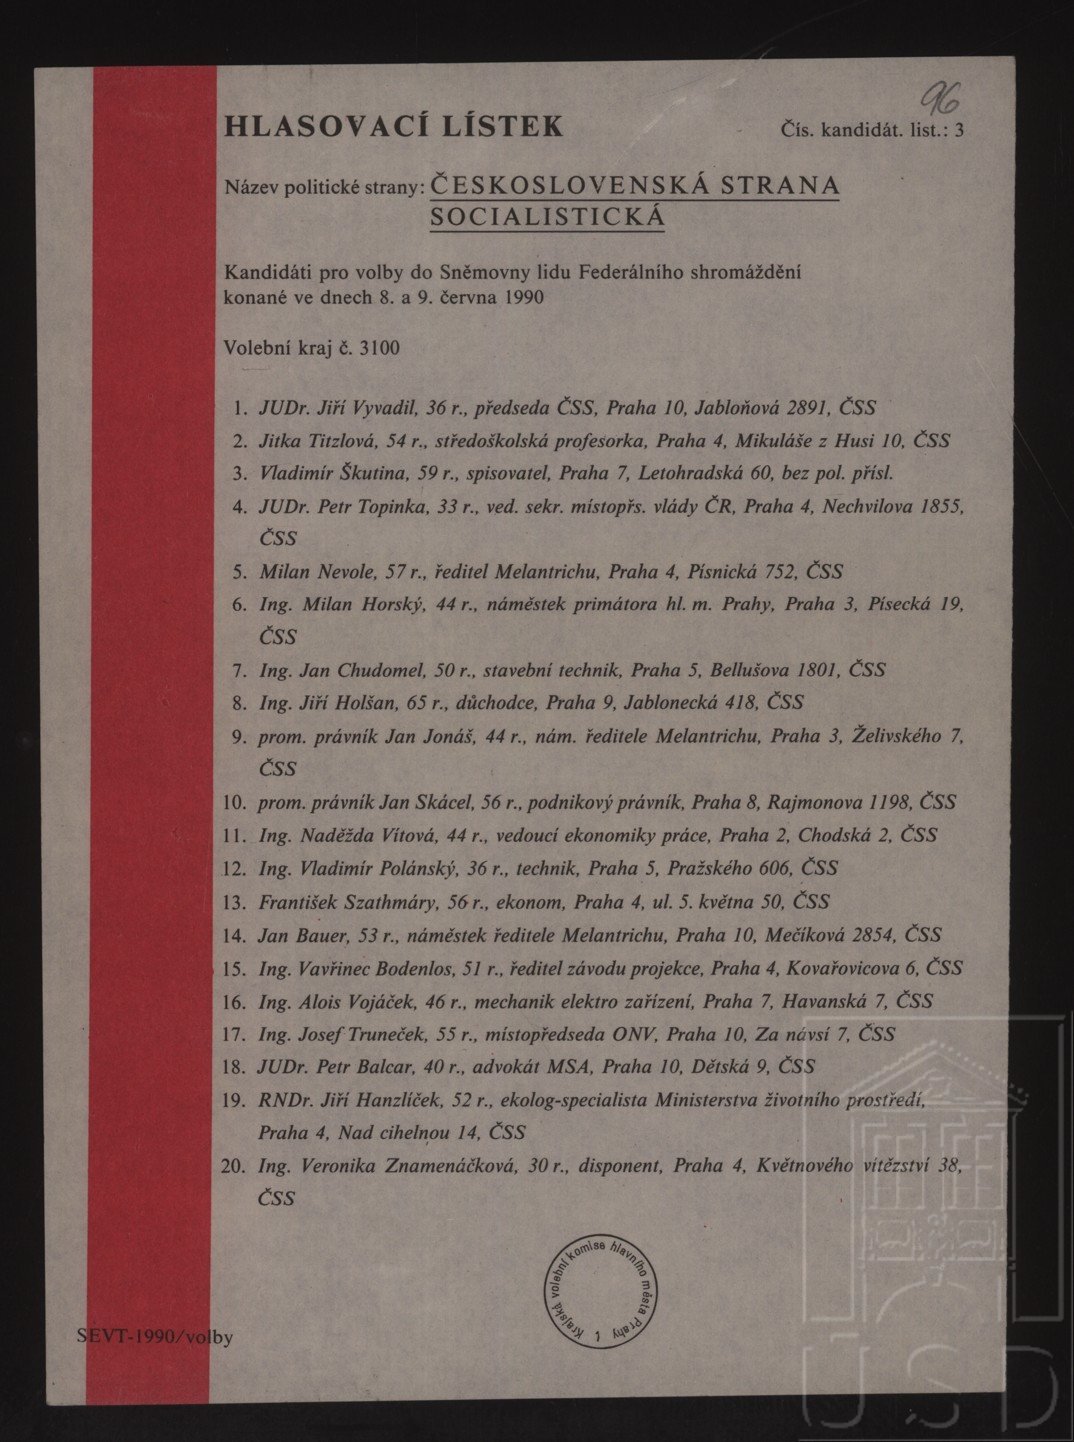 96
HLASOVACÍ LÍSTEK
Čís. kandidát. list.: 3
Název politické strany: ČESKOSLOVENSKÁ STRANA
SOCIALISTICKÁ
Kandidáti pro volby do Sněmovny lidu Federálního shromáždění
konané ve dnech 8. a 9. června 1990
Volební kraj č. 3100
1. JUDr. Jiří Vyvadil, 36 r., předseda ČSS, Praha 10, Jabloňová 2891, ČSS
2. Jitka Titzlová, 54 r., středoškolská profesorka, Praha 4, Mikuláše z Husi 10, ČSS
3. Vladimír Škutina, 59 r., spisovatel, Praha 7, Letohradská 60, bez pol. přísl.
4. JUDr. Petr Topinka, 33 r., ved. sekr. místopřs. vlády ČR, Praha 4, Nechvilova 1855,
ČSS
5. Milan Nevole, 57 r., ředitel Melantrichu, Praha 4, Písnická 752, ČSS
6. Ing. Milan Horský, 44 r., náměstek primátora hl. m. Prahy, Praha 3, Písecká 19,
ČSS
7. Ing. Jan Chudomel, 50 r., stavební technik, Praha 5, Bellušova 1801, ČSS
8. Ing. Jiří Holšan, 65 r., důchodce, Praha 9, Jablonecká 418, ČSS
9. prom. právník Jan Jonáš, 44 r., nám. ředitele Melantrichu, Praha 3, Želivského 7,
ČSS
10. prom. právník Jan Skácel, 56 r., podnikový právník, Praha 8, Rajmonova 1198, ČSS
11. Ing. Naděžda Vítová, 44 r., vedoucí ekonomiky práce, Praha 2, Chodská 2, ČSS
12. Ing. Vladimír Polánský, 36 r., technik, Praha 5, Pražského 606, ČSS
13. František Szathmáry, 56 r., ekonom, Praha 4, ul. 5. května 50, ČSS
14. Jan Bauer, 53 r., náměstek ředitele Melantrichu, Praha 10, Mečíková 2854, ČSS
15. Ing. Vavřinec Bodenlos, 51 r., ředitel závodu projekce, Praha 4, Kovařovicova 6, ČSS
16. Ing. Alois Vojáček, 46 r., mechanik elektro zařízení, Praha 7, Havanská 7, ČSS
17. Ing. Josef Truneček, 55 r., místopředseda ONV, Praha 10, Za návsí 7, ČSS
18. JUDr. Petr Balcar, 40 r., advokát MSA, Praha 10, Dětská 9, ČSS
19. RNDr. Jiří Hanzlíček, 52 r., ekolog-specialista Ministerstva životního prostředí,
Praha 4, Nad cihelnou 14, ČSS
20. Ing. Veronika Znamenáčková, 30 r., disponent, Praha 4, Květnového vítězství 38,
ČSS
Krajská volební komise hlavního města Prahy 1
SEVT-1990/volby
ÚSD